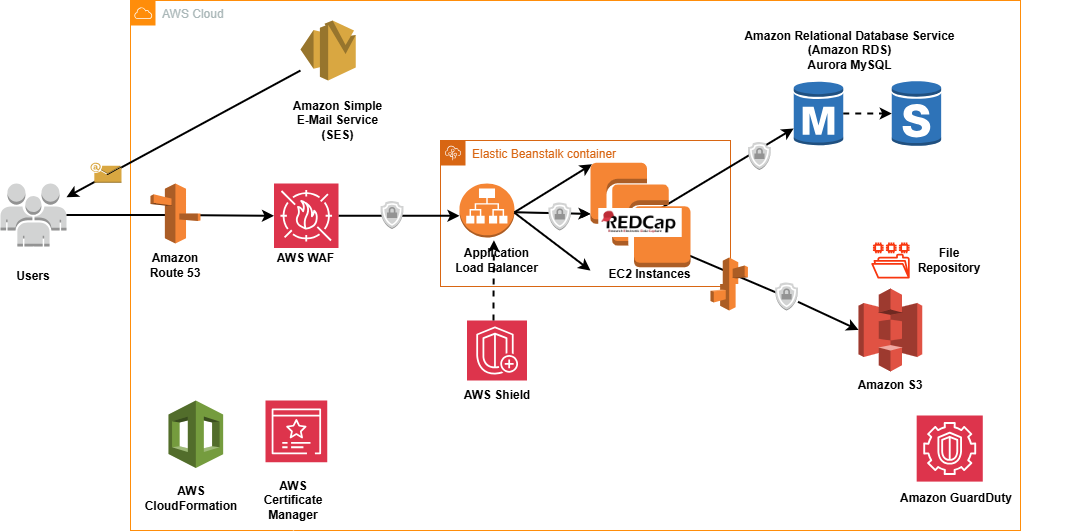 AWS Cloud
Amazon Simple
E-Mail Service
(SES)
Amazon Relational Database Service
(Amazon RDS)
Aurora MySQL
M
S
Elastic Beanstalk container
@
Users
Amazon
Route 53
AWS WAF
Application
Load Balancer
REDCap
EC2 Instances
File
Repository
AWS Shield
Amazon S3
AWS
CloudFormation
AWS
Certificate
Manager
Amazon GuardDuty